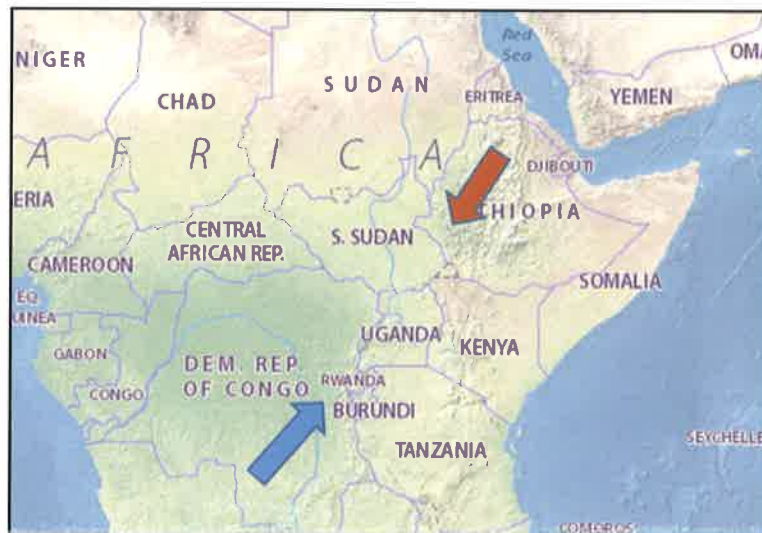 Red
Sea
OMA
NIGER
SUDAN
CHAD
ERITREA
YEMEN
AFRICA
DJIBOUTI
ERIA
THIOPIA
CENTRAL
AFRICAN REP.
S. SUDAN
CAMEROON
SOMALIA
EQ
UINEA
UGANDA
KENYA
GABON
DEM. REP.
OF CONGO
RWANDA
CONGO
BURUNDI
TANZANIA
SEYCHELLE
COMOROS